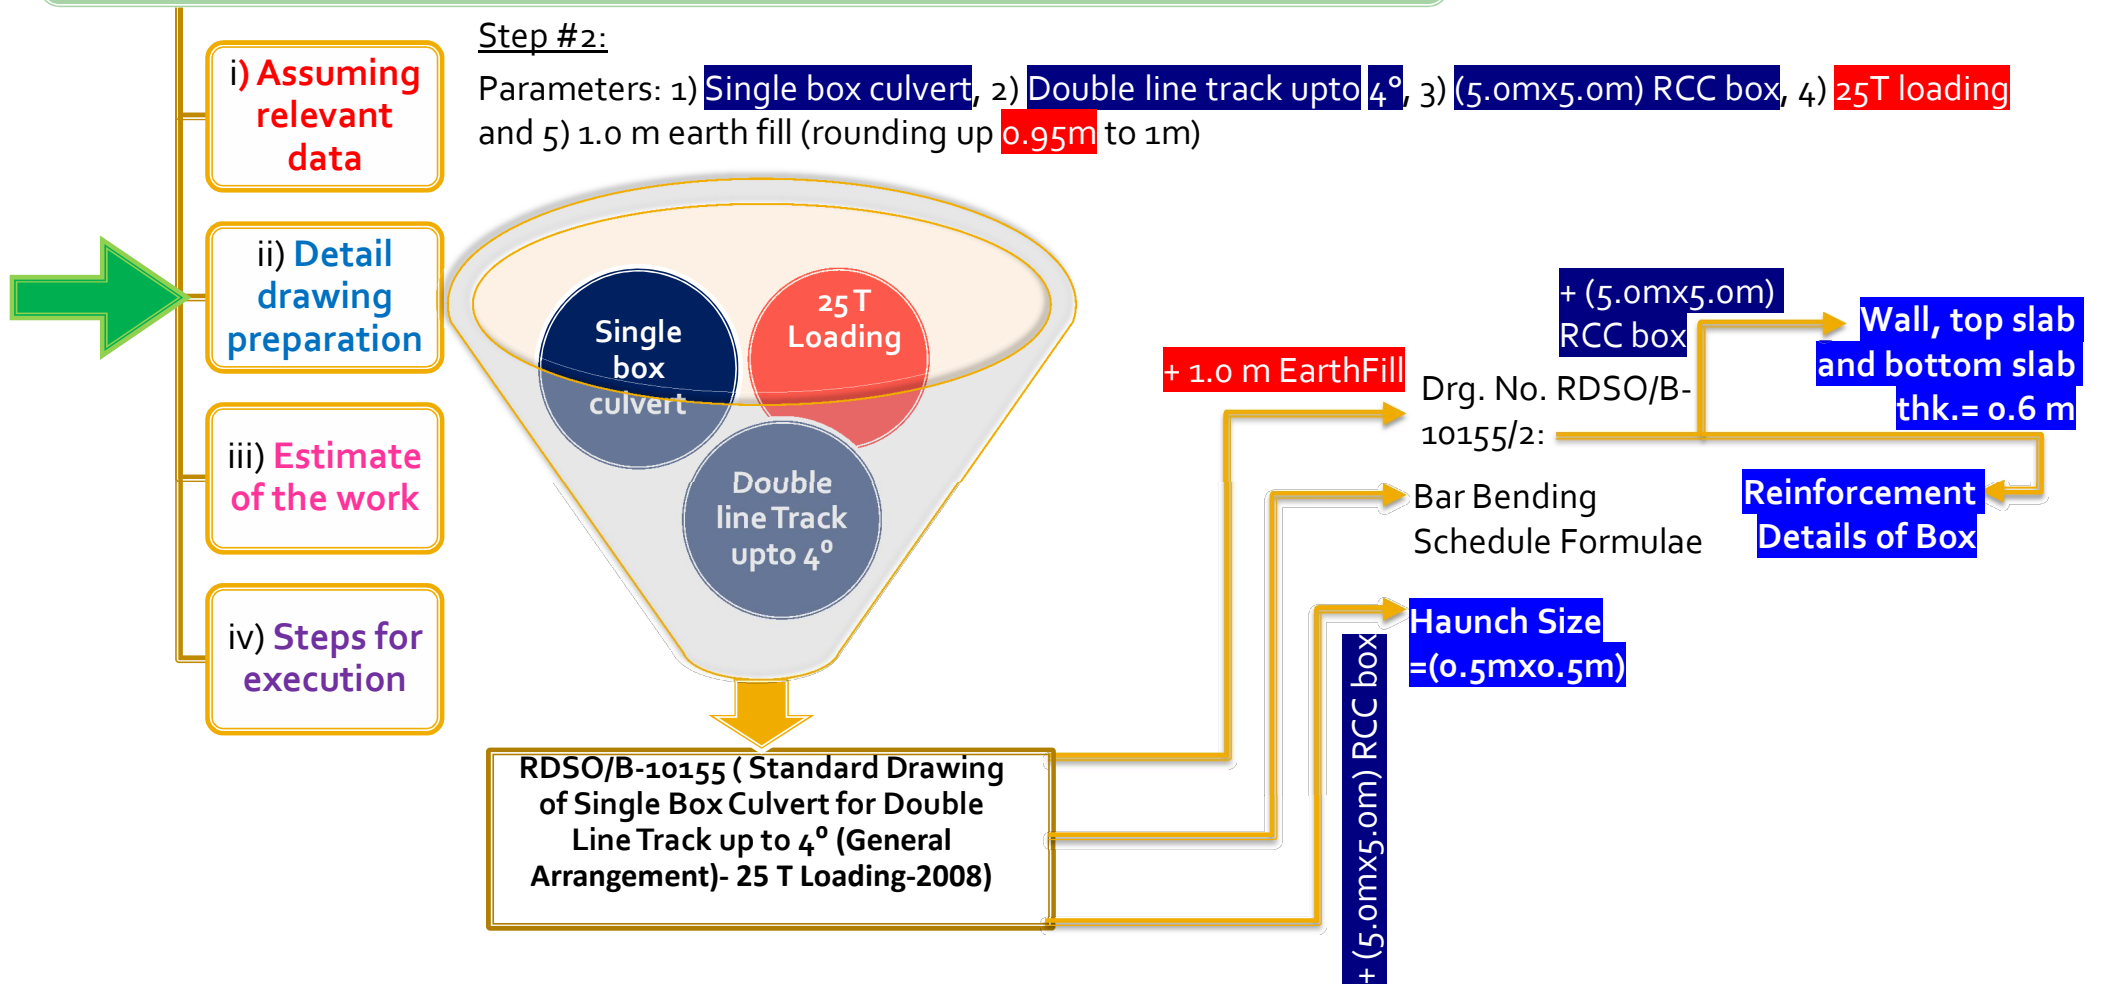 i) Assuming
relevant
data
ii) Detail
drawing
preparation
iii) Estimate
of the work
iv) Steps for
execution
Step #2:
Parameters: 1) Single box culvert, 2) Double line track upto 4⁰, 3) (5.0mx5.0m) RCC box, 4) 25T loading
and 5) 1.0 m earth fill (rounding up 0.95m to 1m)
Single
box
culvert
25 T
Loading
Double
line Track
upto 4⁰
RDSO/B-10155 ( Standard Drawing
of Single Box Culvert for Double
Line Track up to 4⁰ (General
Arrangement)- 25 T Loading-2008)
+ 1.0 m EarthFill
Drg. No. RDSO/B-
10155/2:
+ (5.0mx5.0m)
RCC box
Wall, top slab
and bottom slab
thk.= 0.6 m
Bar Bending
Schedule Formulae
Reinforcement
Details of Box
+ (5.0mx5.0m) RCC box
Haunch Size
=(0.5mx0.5m)